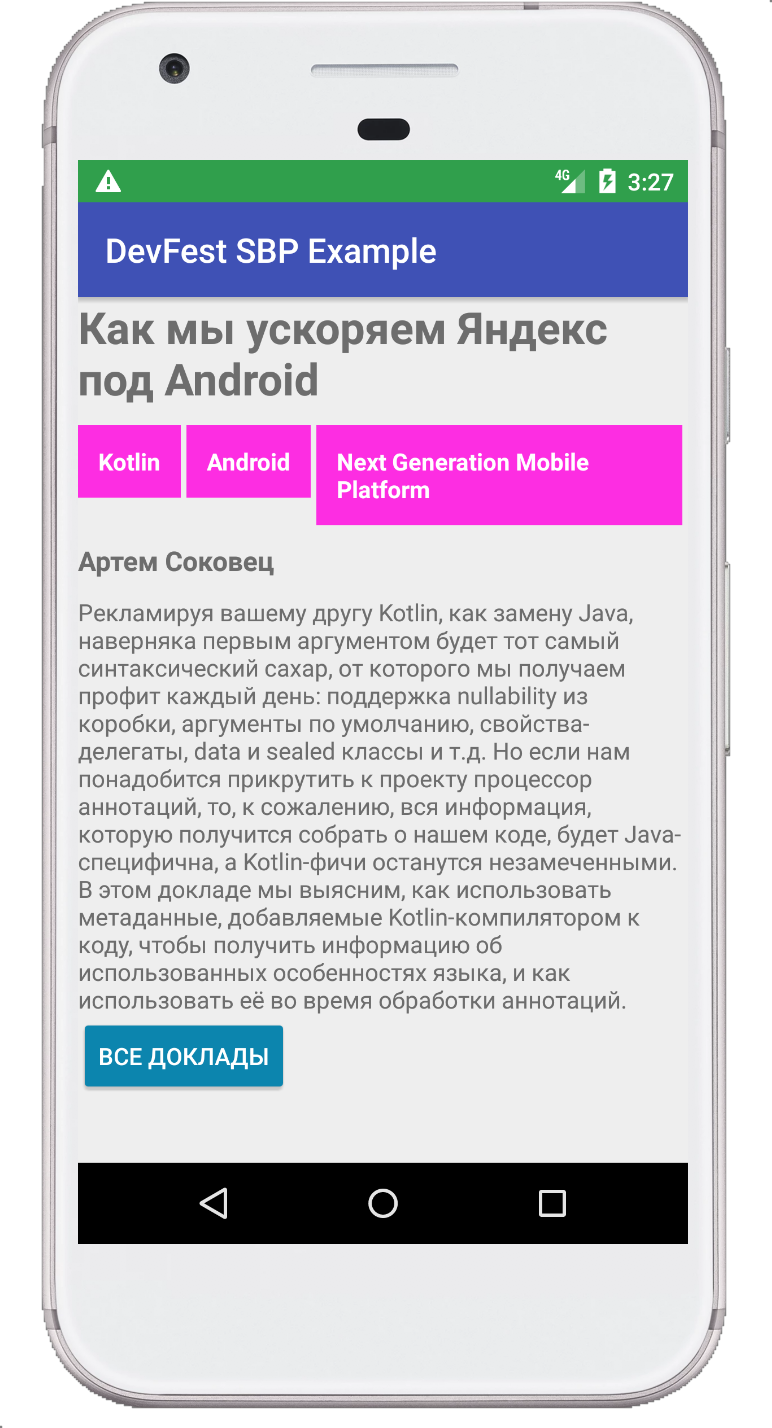 4G 3:27
DevFest SBP Example
Как мы ускоряем Яндекс
под Android
Kotlin Android Next Generation Mobile
Platform
Артем Соковец
Рекламируя вашему другу Kotlin, как замену Java,
наверняка первым аргументом будет тот самый
синтаксический сахар, от которого мы получаем
профит каждый день: поддержка nullability из
коробки, аргументы по умолчанию, свойства-
делегаты, data и sealed классы и т.д. Но если нам
понадобится прикрутить к проекту процессор
аннотаций, то, к сожалению, вся информация,
которую получится собрать о нашем коде, будет Java-
специфична, а Kotlin-фичи останутся незамеченными.
В этом докладе мы выясним, как использовать
метаданные, добавляемые Kotlin-компилятором к
коду, чтобы получить информацию об
использованных особенностях языка, и как
использовать её во время обработки аннотаций.
ВСЕ ДОКЛАДЫ